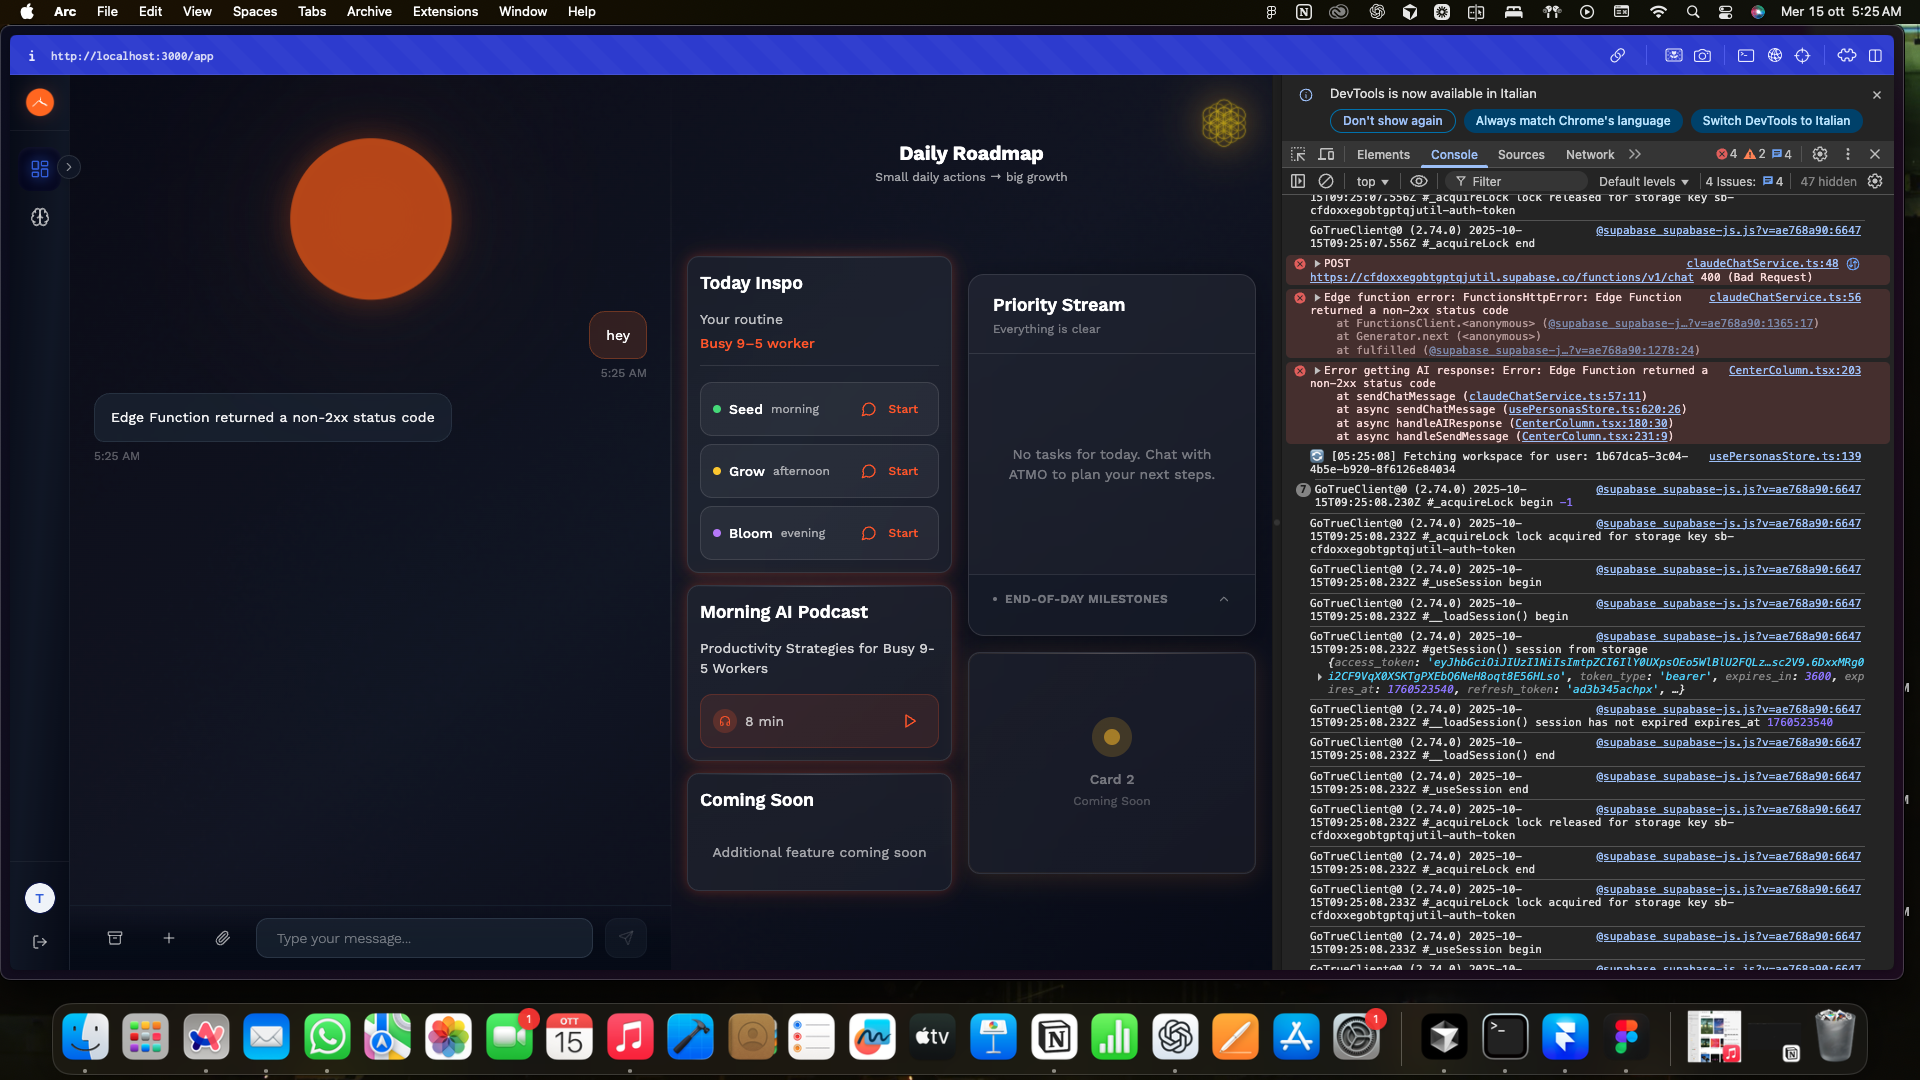 Arc File Edit View Spaces Tabs Archive Extensions Window Help
Mer 15 ott 5:25 AM
http://localhost:3000/app
hey
5:25 AM
Edge Function returned a non-2xx status code
5:25 AM
T
Type your message...
Daily Roadmap
Small daily actions → big growth
Today Inspo
Your routine
Busy 9–5 worker
Seed morning Start
Grow afternoon Start
Bloom evening Start
Morning AI Podcast
Productivity Strategies for Busy 9-
5 Workers
8 min
Coming Soon
Additional feature coming soon
Priority Stream
Everything is clear
No tasks for today. Chat with
ATMO to plan your next steps.
• END-OF-DAY MILESTONES
Card 2
Coming Soon
DevTools is now available in Italian
Don't show again Always match Chrome's language Switch DevTools to Italian
Elements Console Sources Network 4 2 4
top Filter Default levels 4 Issues: 4 47 hidden
15T09:25:07.556Z #_acquireLock lock released for storage key sb-
cfdoxxegobtgptqjutil-auth-token
GoTrueClient@0 (2.74.0) 2025-10- @supabase_supabase-js.js?v=ae768a90:6647
15T09:25:07.556Z #_acquireLock end
POST claudeChatService.ts:48
https://cfdoxxegobtgptqjutil.supabase.co/functions/v1/chat 400 (Bad Request)
Edge function error: FunctionsHttpError: Edge Function claudeChatService.ts:56
returned a non-2xx status code
at FunctionsClient.<anonymous> (@supabase_supabase-j…?v=ae768a90:1365:17)
at Generator.next (<anonymous>)
at fulfilled (@supabase_supabase-j…?v=ae768a90:1278:24)
Error getting AI response: Error: Edge Function returned a CenterColumn.tsx:203
non-2xx status code
at sendChatMessage (claudeChatService.ts:57:11)
at async sendChatMessage (usePersonasStore.ts:620:26)
at async handleAIResponse (CenterColumn.tsx:180:30)
at async handleSendMessage (CenterColumn.tsx:231:9)
[05:25:08] Fetching workspace for user: 1b67dca5-3c04- usePersonasStore.ts:139
4b5e-b920-8f6126e84034
7 GoTrueClient@0 (2.74.0) 2025-10- @supabase_supabase-js.js?v=ae768a90:6647
15T09:25:08.230Z #_acquireLock begin -1
GoTrueClient@0 (2.74.0) 2025-10- @supabase_supabase-js.js?v=ae768a90:6647
15T09:25:08.232Z #_acquireLock lock acquired for storage key sb-
cfdoxxegobtgptqjutil-auth-token
GoTrueClient@0 (2.74.0) 2025-10- @supabase_supabase-js.js?v=ae768a90:6647
15T09:25:08.232Z #_useSession begin
GoTrueClient@0 (2.74.0) 2025-10- @supabase_supabase-js.js?v=ae768a90:6647
15T09:25:08.232Z #__loadSession() begin
GoTrueClient@0 (2.74.0) 2025-10- @supabase_supabase-js.js?v=ae768a90:6647
15T09:25:08.232Z #getSession() session from storage
{access_token: 'eyJhbGciOiJIUzI1NiIsImtpZCI6IlY0UXpsOEo5WlBlU2FQLz…sc2V9.6DxxMRg0
i2CF9VqX0XSKTgPXEbQ6NeH8oqt8E56HLso', token_type: 'bearer', expires_in: 3600, exp
ires_at: 1760523540, refresh_token: 'ad3b345achpx', …}
GoTrueClient@0 (2.74.0) 2025-10- @supabase_supabase-js.js?v=ae768a90:6647
15T09:25:08.232Z #__loadSession() session has not expired expires_at 1760523540
GoTrueClient@0 (2.74.0) 2025-10- @supabase_supabase-js.js?v=ae768a90:6647
15T09:25:08.232Z #__loadSession() end
GoTrueClient@0 (2.74.0) 2025-10- @supabase_supabase-js.js?v=ae768a90:6647
15T09:25:08.232Z #_useSession end
GoTrueClient@0 (2.74.0) 2025-10- @supabase_supabase-js.js?v=ae768a90:6647
15T09:25:08.232Z #_acquireLock lock released for storage key sb-
cfdoxxegobtgptqjutil-auth-token
GoTrueClient@0 (2.74.0) 2025-10- @supabase_supabase-js.js?v=ae768a90:6647
15T09:25:08.232Z #_acquireLock end
GoTrueClient@0 (2.74.0) 2025-10- @supabase_supabase-js.js?v=ae768a90:6647
15T09:25:08.233Z #_acquireLock lock acquired for storage key sb-
cfdoxxegobtgptqjutil-auth-token
GoTrueClient@0 (2.74.0) 2025-10- @supabase_supabase-js.js?v=ae768a90:6647
15T09:25:08.233Z #_useSession begin
GoTrueClient@0 (2.74.0) 2025-10- @supabase_supabase-js.js?v=ae768a90:6647
1
OTT
15
tv
1